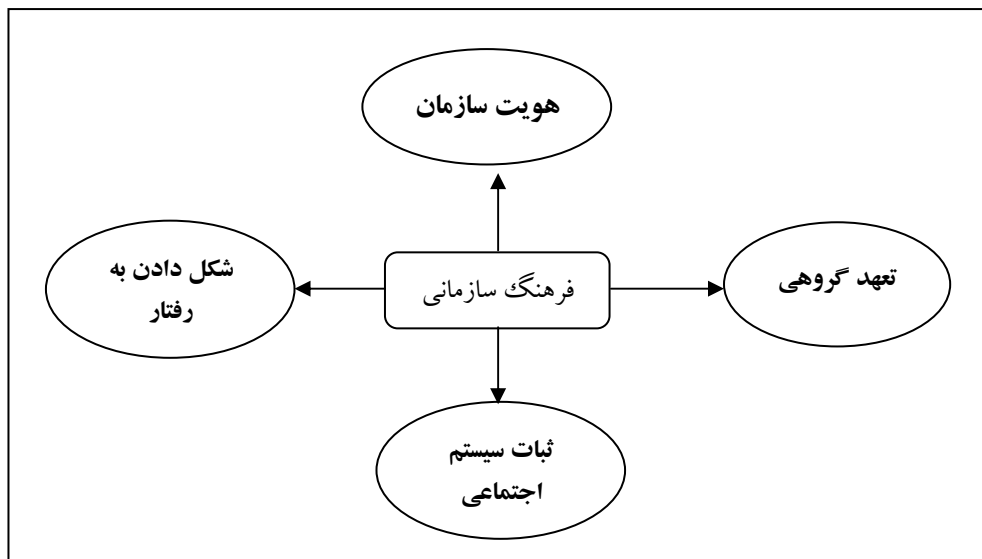 هویت سازمان
شکل دادن به
رفتار
فرهنگ سازمانی
تعهد گروهی
ثبات سیستم
اجتماعی